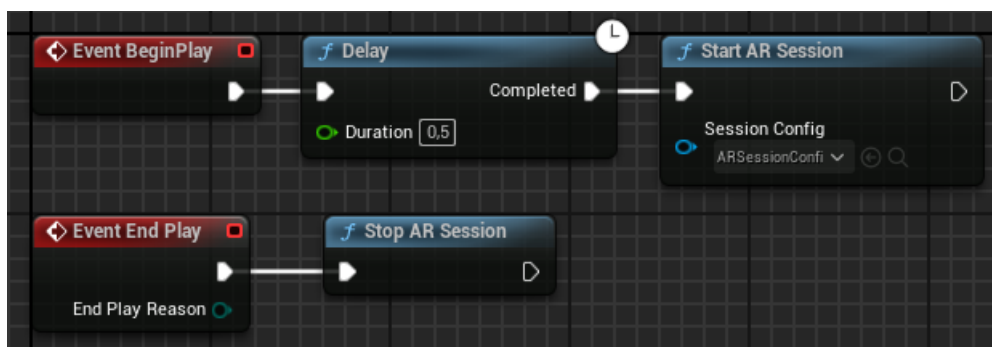 Event BeginPlay
f Delay
L
f Start AR Session
Completed
Duration 0,5
Session Config
ARSessionConfi
Event End Play
f Stop AR Session
End Play Reason